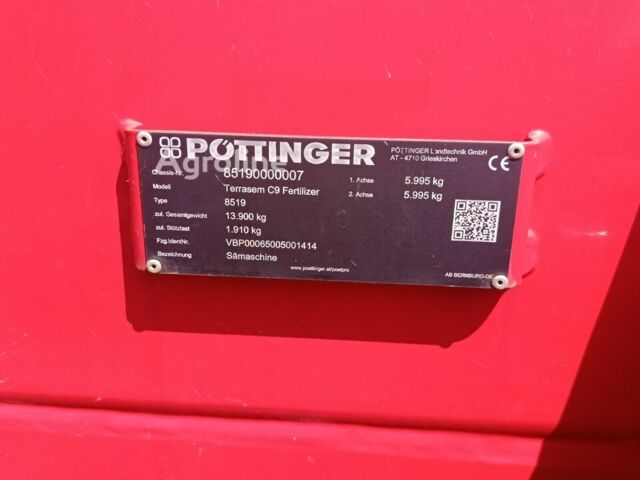 PÖTTINGER
PÖTTINGER Landtechnik GmbH
AT - 4710 Grieskirchen
CE
Agroline
Chassis-Nr. 85190000007
1. Achse 5.995 kg
Modell Terrasem C9 Fertilizer
2. Achse 5.995 kg
Type 8519
zul. Gesamtgewicht 13.900 kg
zul. Stützlast 1.910 kg
Fzg.IdentNr. VBP00065005001414
Bezeichnung Sämaschine
www.poettinger.at/poetpro
AB BERNBURG-DE